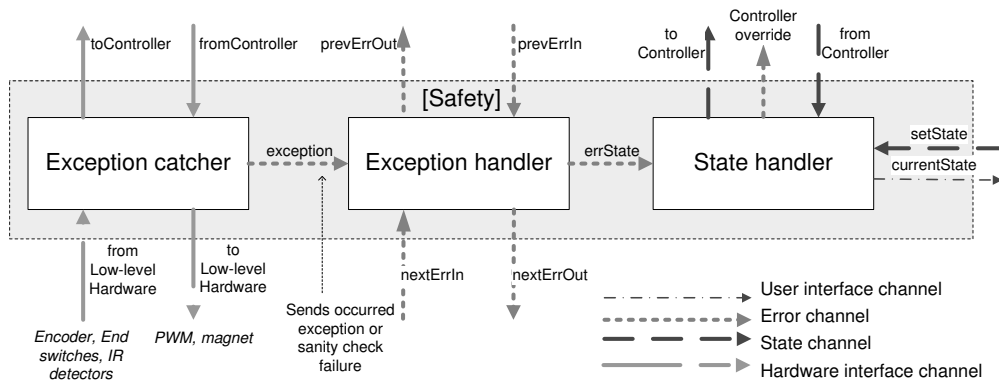 toController
fromController
prevErrOut
prevErrIn
to
Controller
Controller
override
from
Controller
[Safety]
Exception catcher
exception
Exception handler
errState
State handler
setState
currentState
from
Low-level
Hardware
to
Low-level
Hardware
nextErrIn
nextErrOut
Encoder, End
switches, IR
detectors
PWM, magnet
Sends occurred
exception or
sanity check
failure
User interface channel
Error channel
State channel
Hardware interface channel